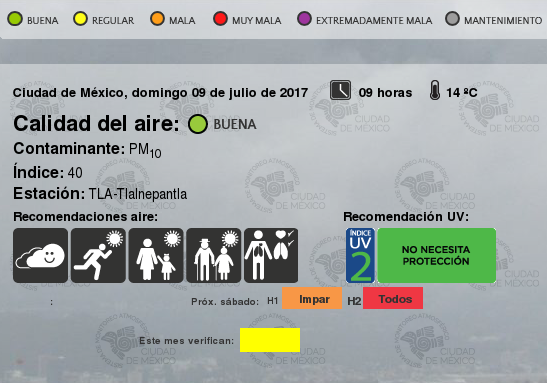 BUENA REGULAR MALA MUY MALA EXTREMADAMENTE MALA MANTENIMIENTO
Ciudad de México, domingo 09 de julio de 2017 09 horas 14 ºC
Calidad del aire: BUENA
Contaminante: PM10
Índice: 40
Estación: TLA-Tlalnepantla
Recomendaciones aire: Recomendación UV:
ÍNDICE
UV
2
NO NECESITA
PROTECCIÓN
: Próx. sábado: H1 Impar H2 Todos
Este mes verifican:
CIUDAD
DE MÉXICO